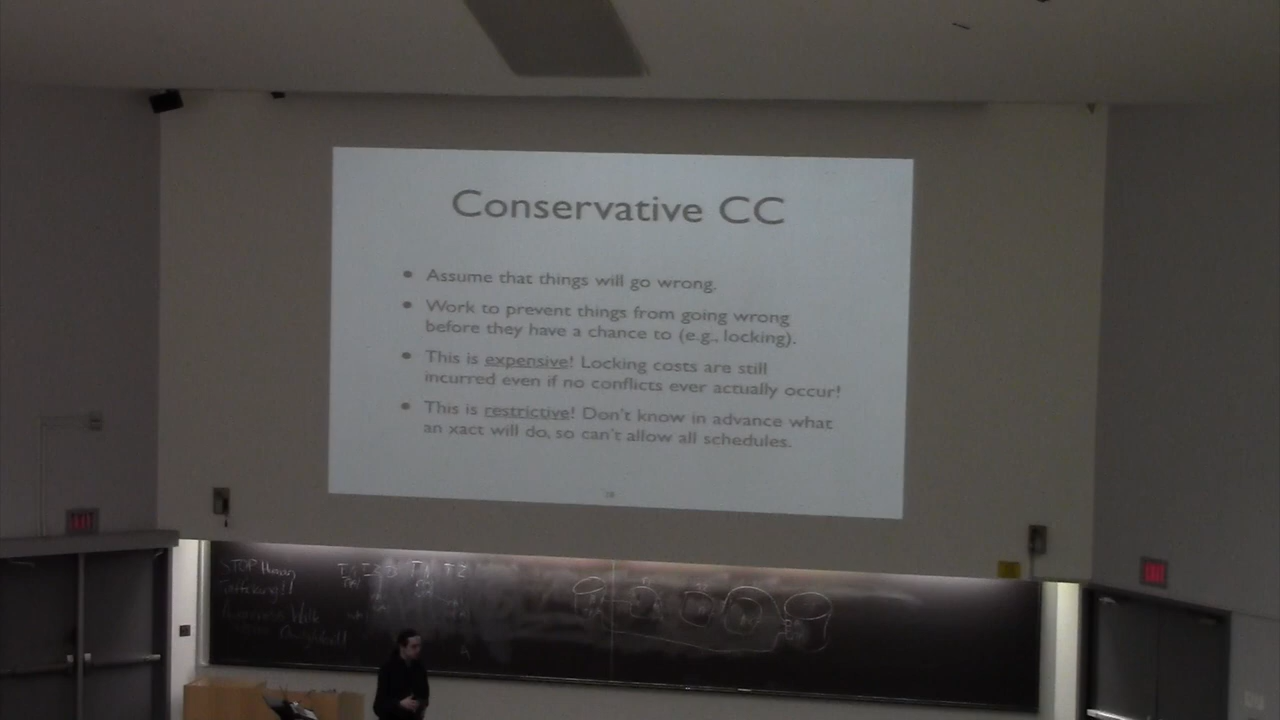 Conservative CC
• Assume that things will go wrong.
• Work to prevent things from going wrong
before they have a chance to (e.g., locking).
• This is expensive! Locking costs are still
incurred even if no conflicts ever actually occur!
• This is restrictive! Don't know in advance what
an xact will do, so can't allow all schedules.
STOP